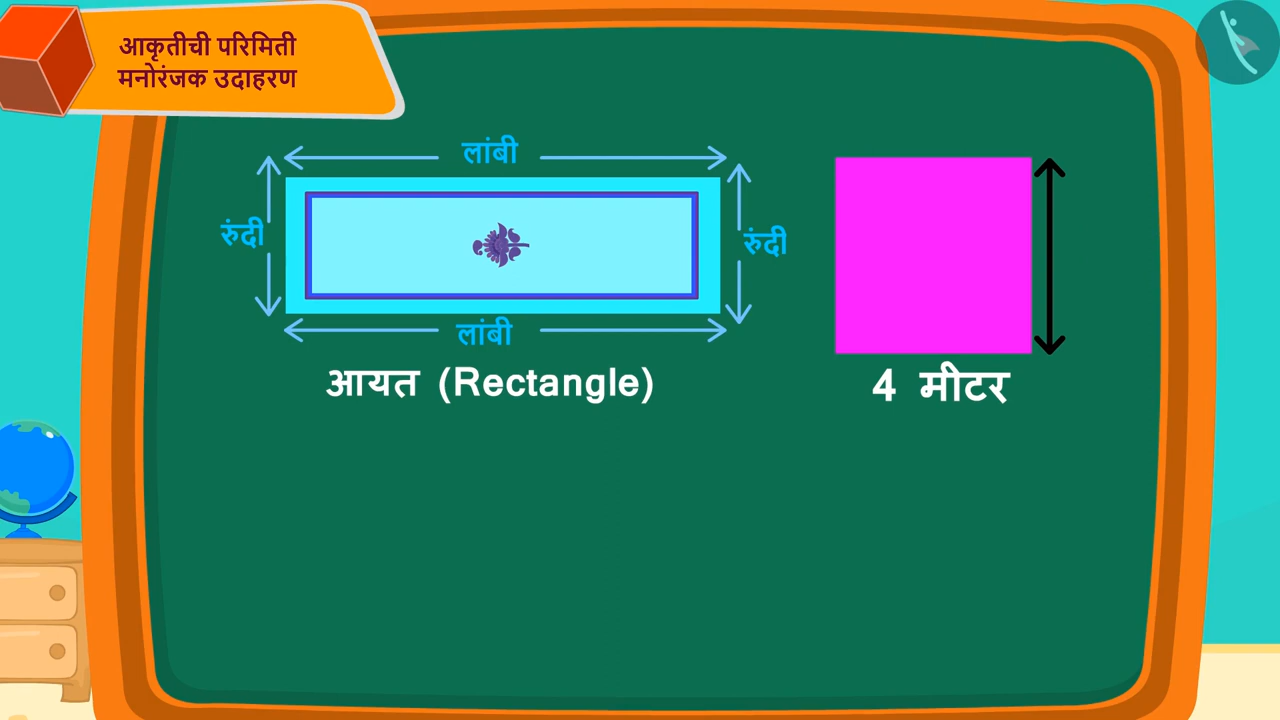 आकृतीची परिमिती
मनोरंजक उदाहरण
लांबी
रुंदी
रुंदी
लांबी
आयत (Rectangle)
4 मीटर